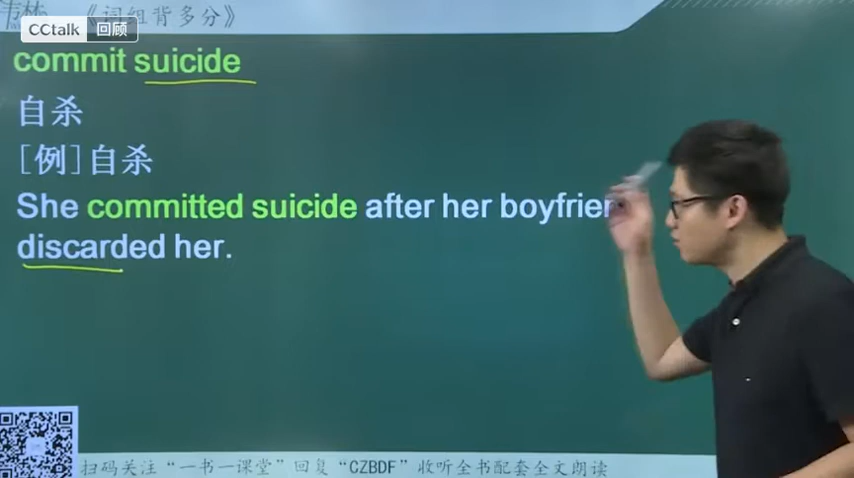 CCtalk 回顾 《词组背多分》
commit suicide
自杀
[例]自杀
She committed suicide after her boyfrien
discarded her.
扫码关注“一书一课堂”回复“CZBDF”收听全书配套全文朗读